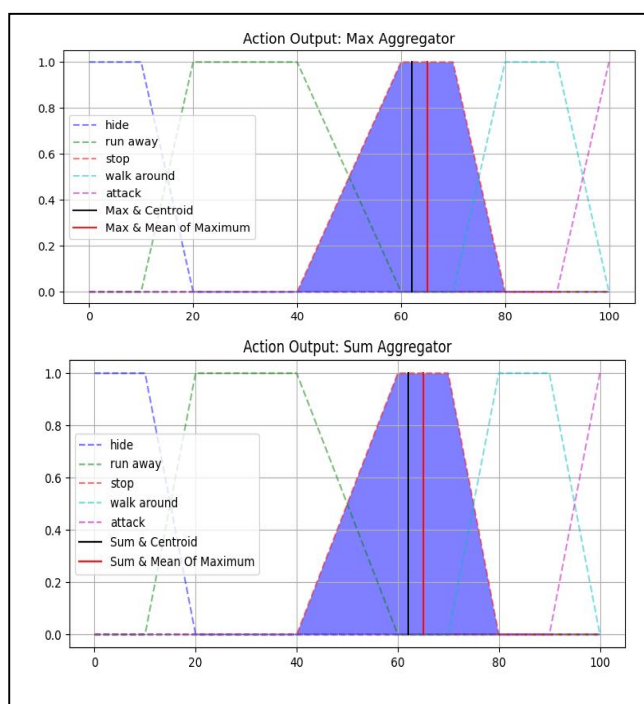 Action Output: Max Aggregator
1.0
0.8
0.6
0.4
0.2
0.0
hide
run away
stop
walk around
attack
Max & Centroid
Max & Mean of Maximum
0 20 40 60 80 100
Action Output: Sum Aggregator
1.0
0.8
0.6
0.4
0.2
0.0
hide
run away
stop
walk around
attack
Sum & Centroid
Sum & Mean Of Maximum
0 20 40 60 80 100